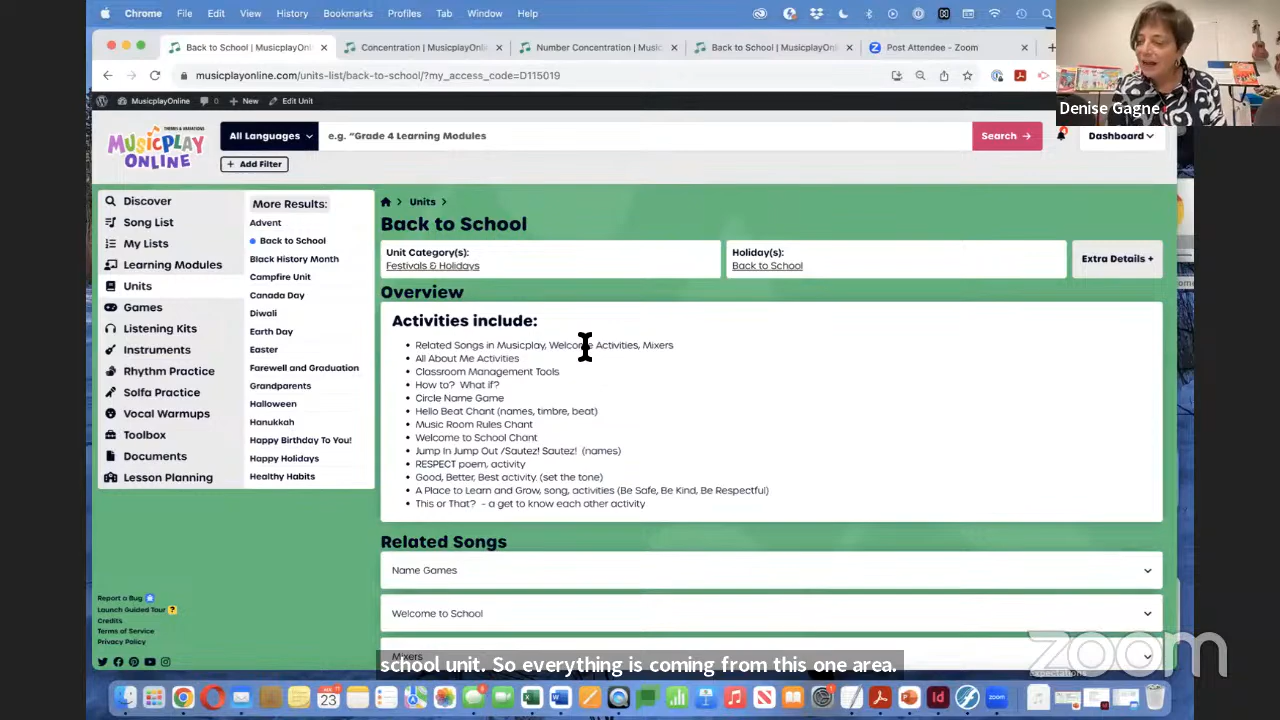 Chrome File Edit View History Bookmarks Profiles Tab Window Help
Back to School | MusicplayOnl Concentration | MusicplayOnline Number Concentration | Music Back to School | MusicplayOnl Post Attendee - Zoom
musicplayonline.com/units-list/back-to-school/?my_access_code=D115019
MusicplayOnline 0 New Edit Unit
Denise Gagne
THEMES & VARIATIONS
MUSICPLAY
ONLINE
All Languages e.g. "Grade 4 Learning Modules Search → Dashboard
+ Add Filter
Discover
Song List
My Lists
Learning Modules
Units
Games
Listening Kits
Instruments
Rhythm Practice
Solfa Practice
Vocal Warmups
Toolbox
Documents
Lesson Planning
More Results:
Advent
Back to School
Black History Month
Campfire Unit
Canada Day
Diwali
Earth Day
Easter
Farewell and Graduation
Grandparents
Halloween
Hanukkah
Happy Birthday To You!
Happy Holidays
Healthy Habits
Units
Back to School
Unit Category(s):
Festivals & Holidays
Holiday(s):
Back to School
Extra Details +
Overview
Activities include:
• Related Songs in Musicplay, Welcome Activities, Mixers
• All About Me Activities
• Classroom Management Tools
• How to? What if?
• Circle Name Game
• Hello Beat Chant (names, timbre, beat)
• Music Room Rules Chant
• Welcome to School Chant
• Jump In Jump Out /Sautez! Sautez! (names)
• RESPECT poem, activity
• Good, Better, Best activity. (set the tone)
• A Place to Learn and Grow, song, activities (Be Safe, Be Kind, Be Respectful)
• This or That? - a get to know each other activity
Related Songs
Name Games
Welcome to School
Mixers
Report a Bug
Launch Guided Tour ?
Credits
Terms of Service
Privacy Policy
school unit. So everything is coming from this one area.
zoom
23